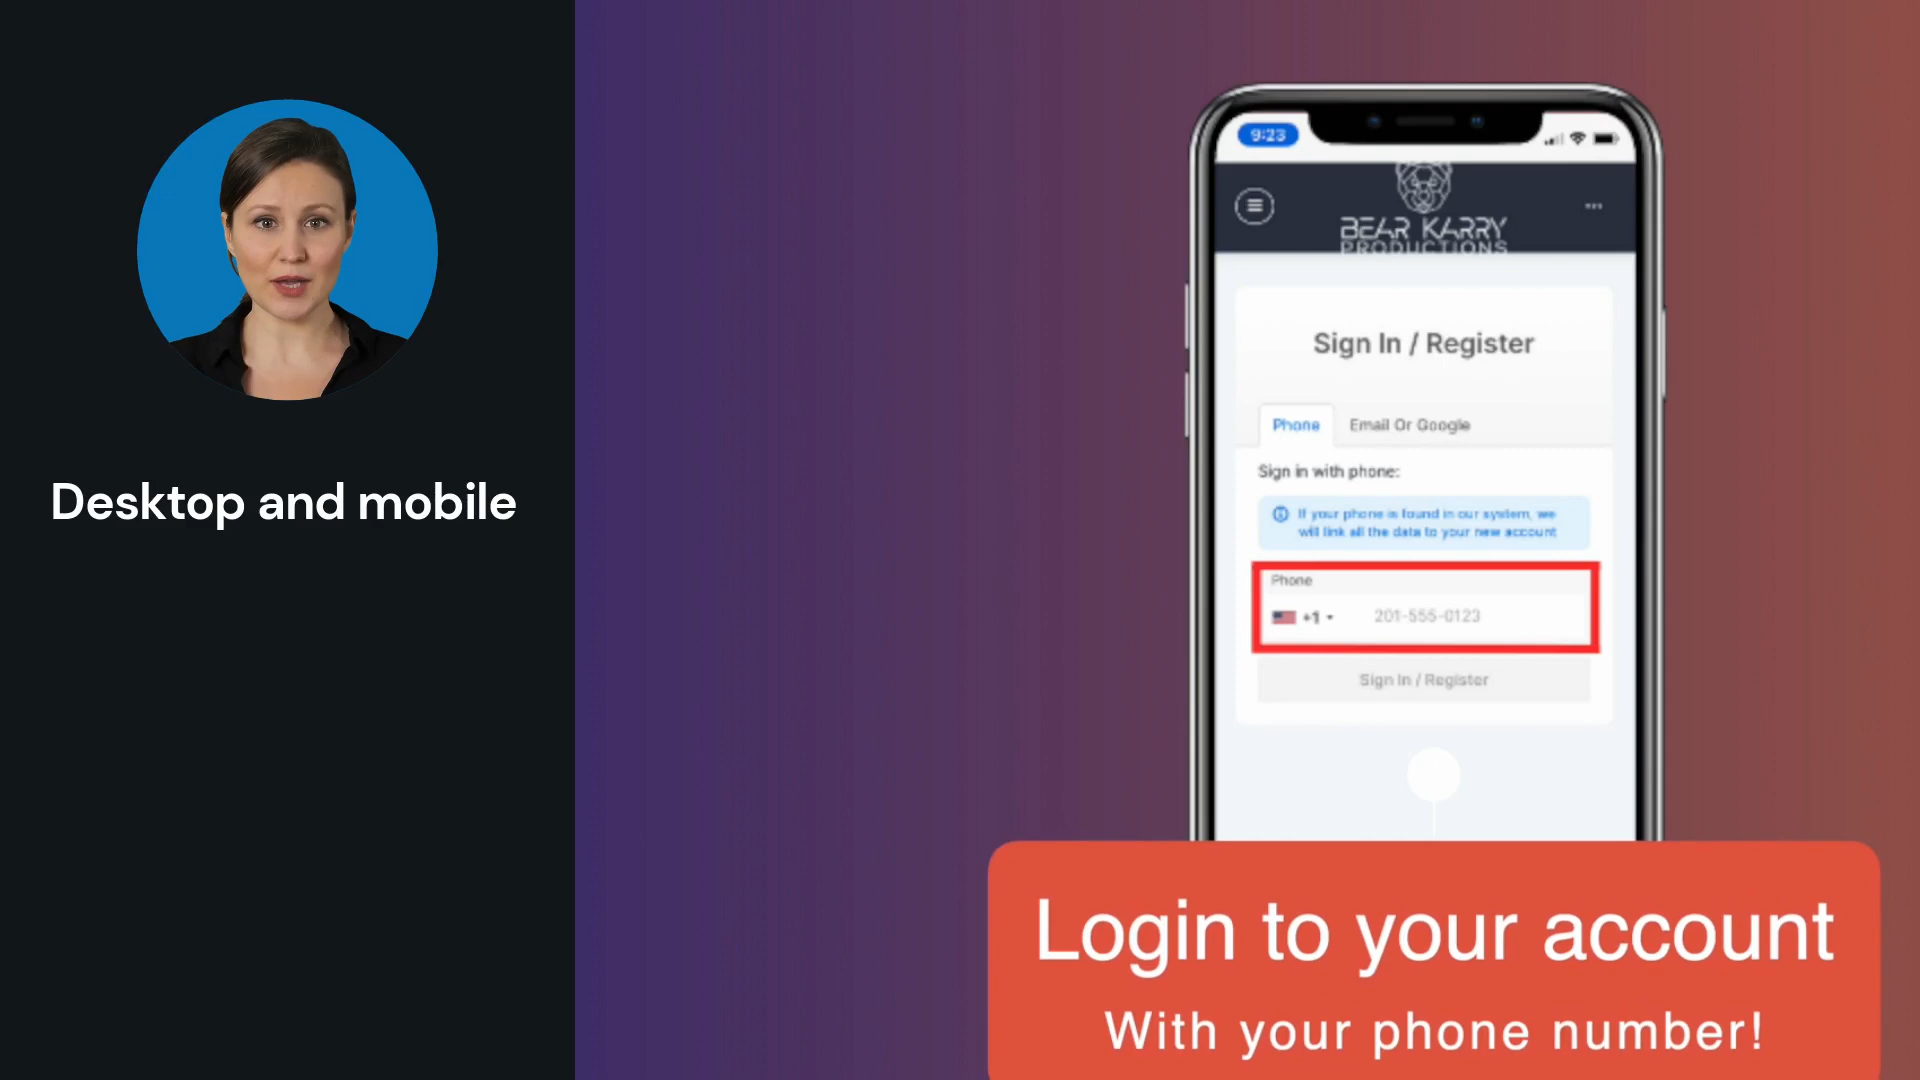 Desktop and mobile
9:23
BEAR KARRY
PRODUCTIONS
Sign In / Register
Phone
Email Or Google
Sign in with phone:
If your phone is found in our system, we
will link all the data to your new account
Phone
+1
201-555-0123
Sign In / Register
Login to your account
With your phone number!